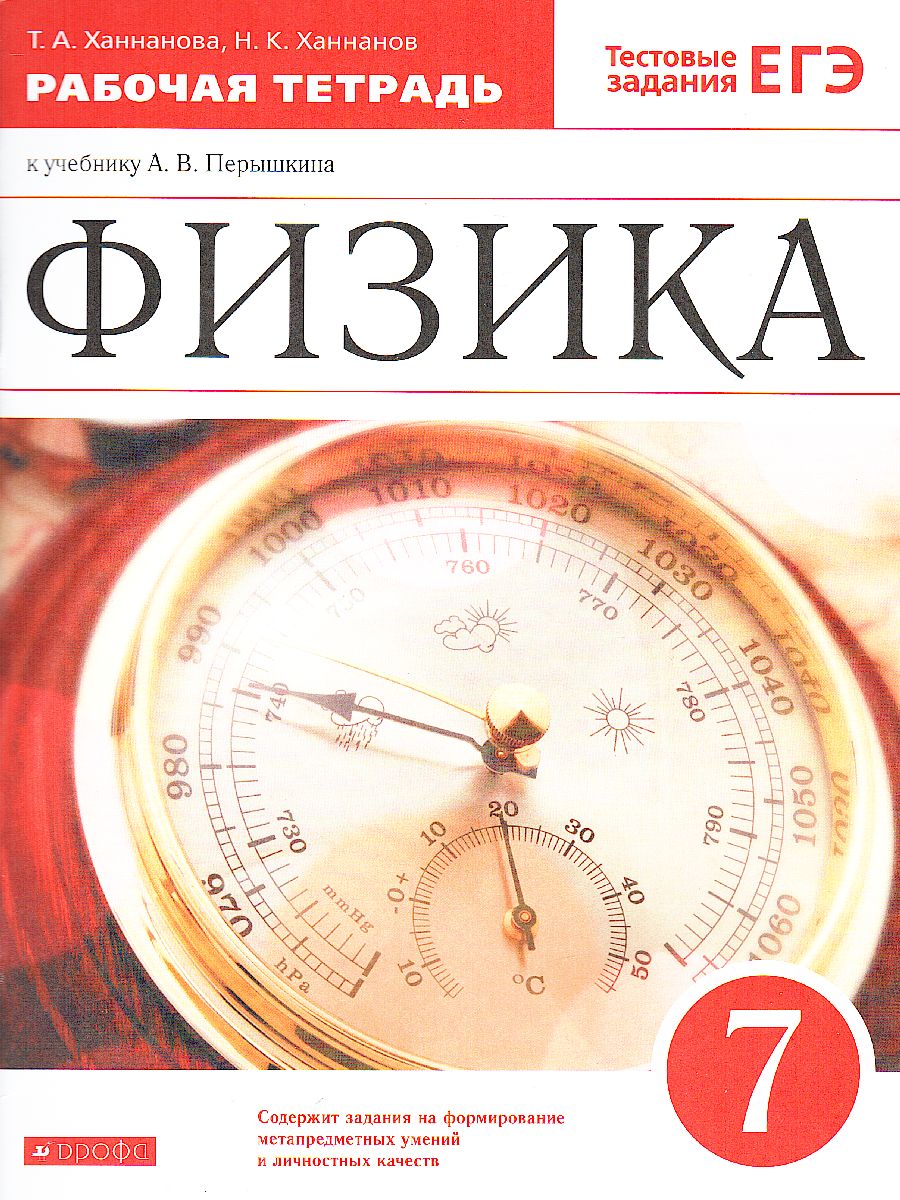 Т. А. Ханнанова, Н. К. Ханнанов
РАБОЧАЯ ТЕТРАДЬ
Тестовые
задания ЕГЭ
к учебнику А. В. Перышкина
ФИЗИКА
970
980
990
1000
1010
1020
1030
1040
1050
1060
730
740
750
760
770
780
790
mmHg
hPa
10
-0+
10
20
30
40
50
°C
7
Содержит задания на формирование
метапредметных умений
и личностных качеств
дрофа